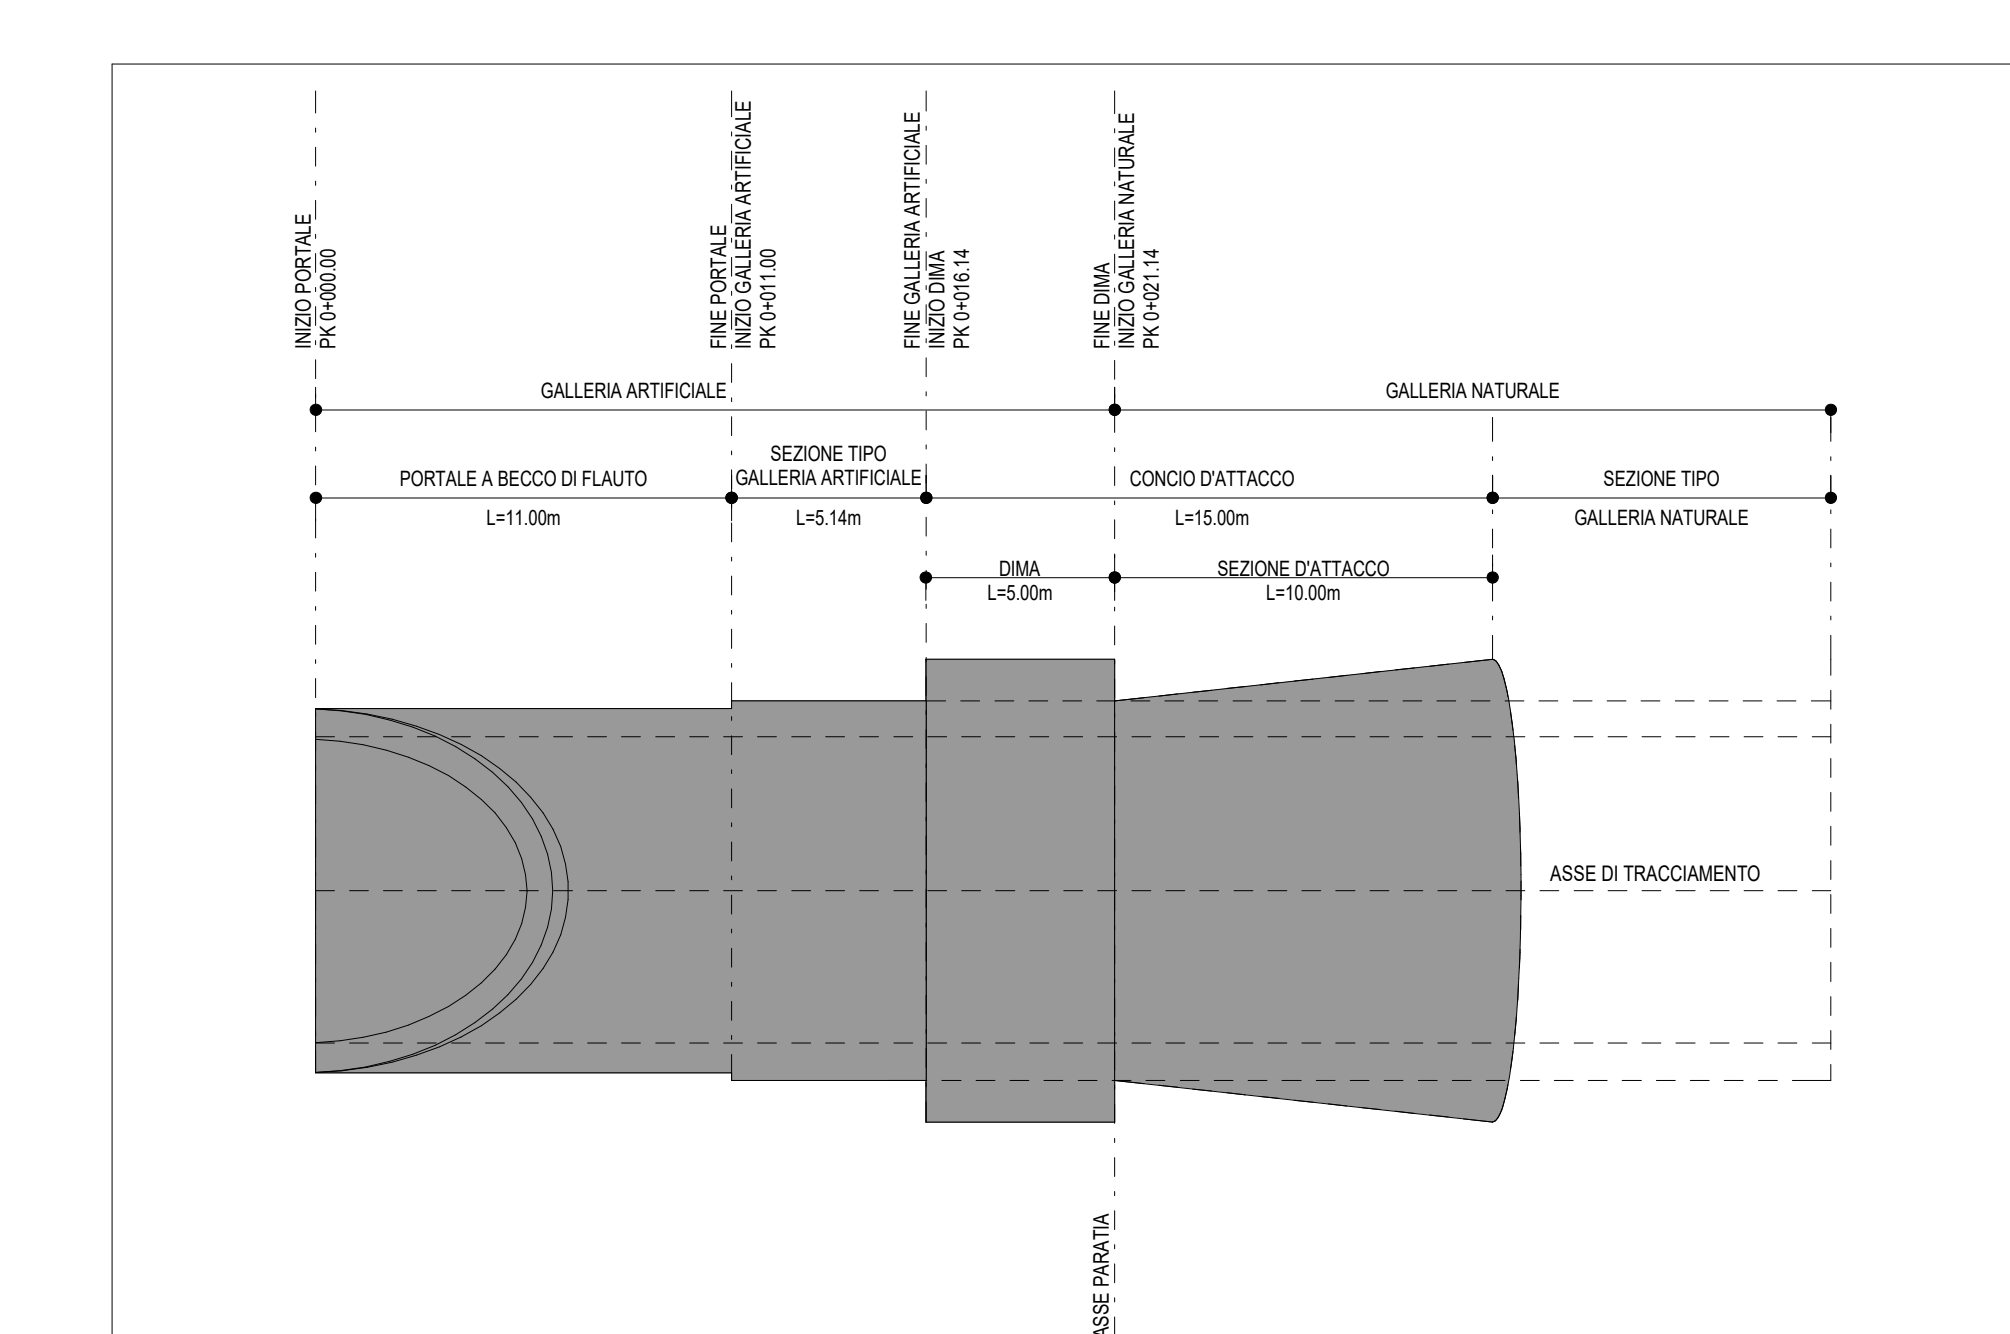 INIZIO PORTALE
PK 0+000.00
FINE PORTALE
INIZIO GALLERIA ARTIFICIALE
PK 0+011.00
FINE GALLERIA ARTIFICIALE
INIZIO DIMA
PK 0+016.14
FINE DIMA
INIZIO GALLERIA NATURALE
PK 0+021.14
GALLERIA ARTIFICIALE
GALLERIA NATURALE
PORTALE A BECCO DI FLAUTO
L=11.00m
SEZIONE TIPO
GALLERIA ARTIFICIALE
L=5.14m
CONCIO D'ATTACCO
L=15.00m
SEZIONE TIPO
GALLERIA NATURALE
DIMA
L=5.00m
SEZIONE D'ATTACCO
L=10.00m
ASSE DI TRACCIAMENTO
ASSE PARATIA